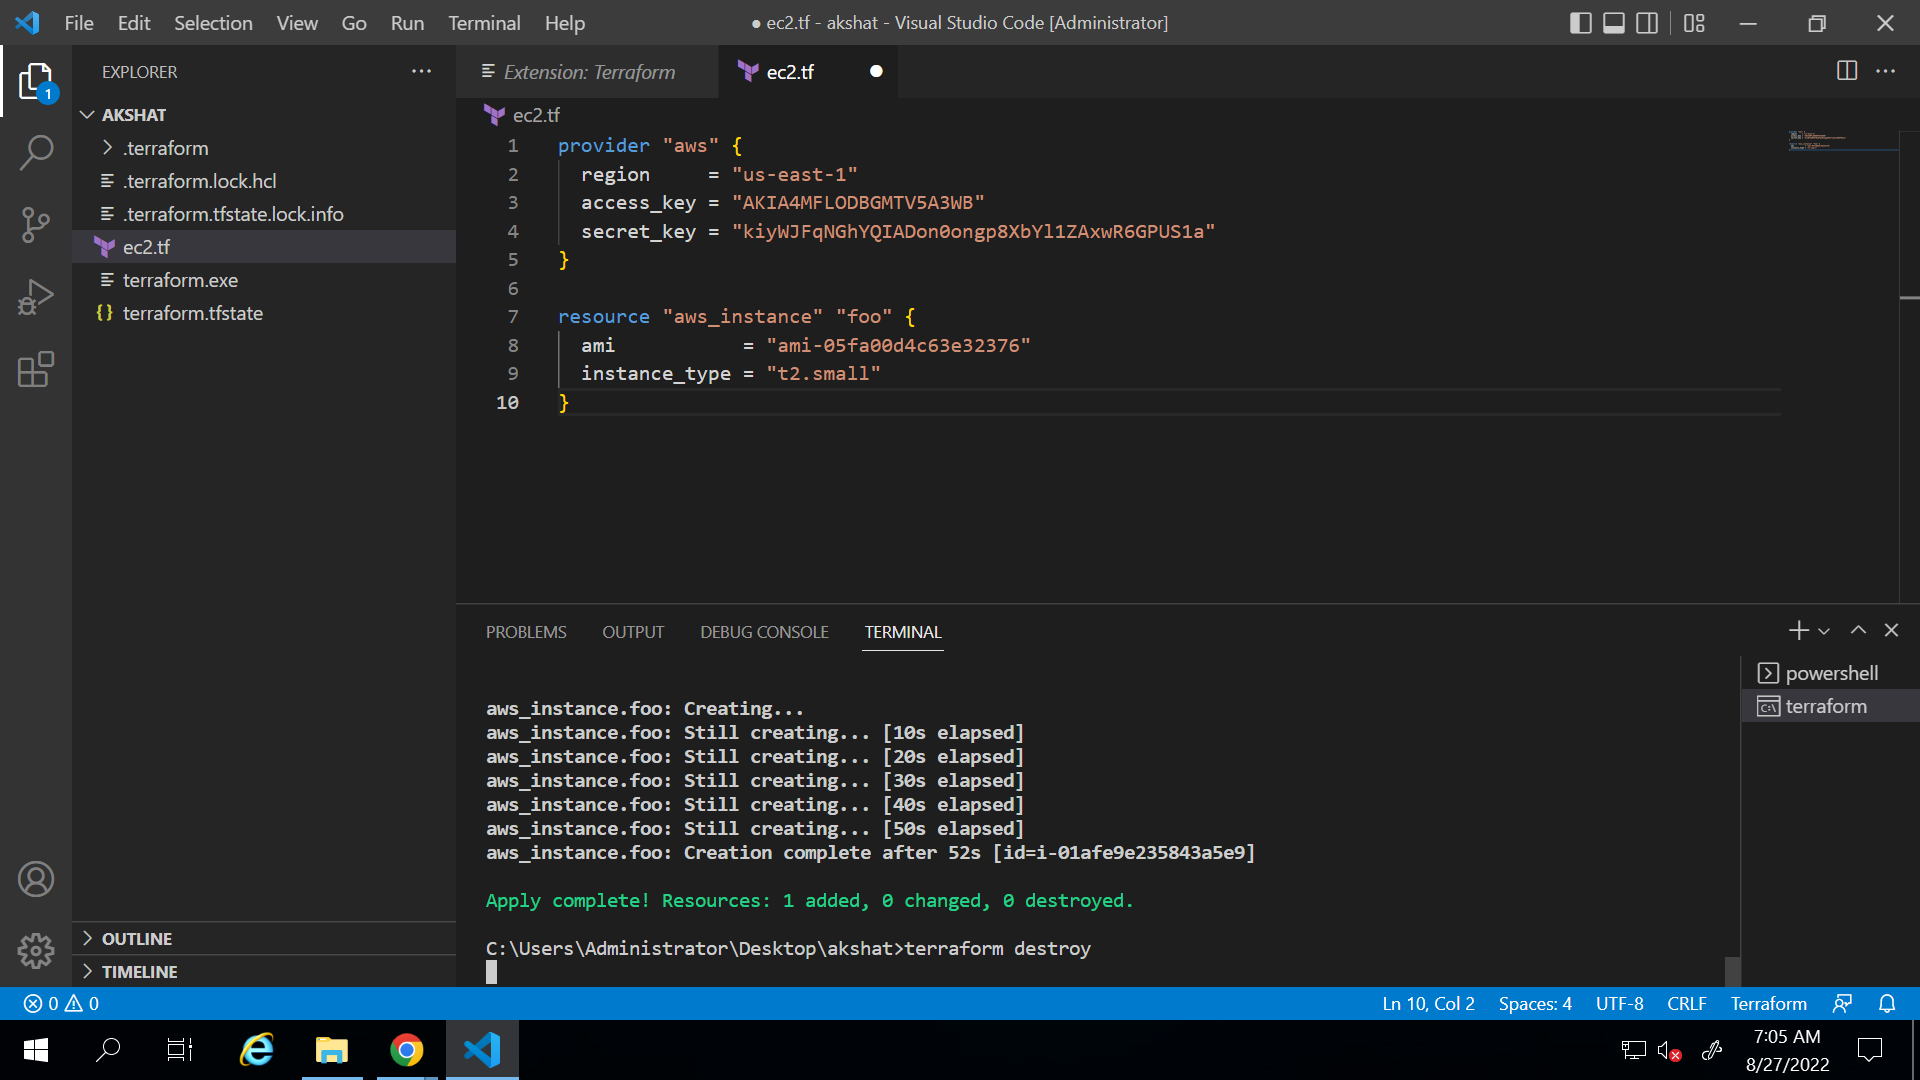 File Edit Selection View Go Run Terminal Help
● ec2.tf - akshat - Visual Studio Code [Administrator]
EXPLORER
Extension: Terraform
ec2.tf
1
AKSHAT
.terraform
.terraform.lock.hcl
.terraform.tfstate.lock.info
ec2.tf
terraform.exe
{} terraform.tfstate
OUTLINE
TIMELINE
ec2.tf
1 provider "aws" {
2 region     = "us-east-1"
3 access_key = "AKIA4MFLODBGMTV5A3WB"
4 secret_key = "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"
5 }
6
7 resource "aws_instance" "foo" {
8 ami           = "ami-05fa00d4c63e32376"
9 instance_type = "t2.small"
10 }
PROBLEMS OUTPUT DEBUG CONSOLE TERMINAL
aws_instance.foo: Creating...
aws_instance.foo: Still creating... [10s elapsed]
aws_instance.foo: Still creating... [20s elapsed]
aws_instance.foo: Still creating... [30s elapsed]
aws_instance.foo: Still creating... [40s elapsed]
aws_instance.foo: Still creating... [50s elapsed]
aws_instance.foo: Creation complete after 52s [id=i-01afe9e235843a5e9]
Apply complete! Resources: 1 added, 0 changed, 0 destroyed.
C:\Users\Administrator\Desktop\akshat>terraform destroy
powershell
terraform
0 0
Ln 10, Col 2 Spaces: 4 UTF-8 CRLF Terraform
7:05 AM
8/27/2022